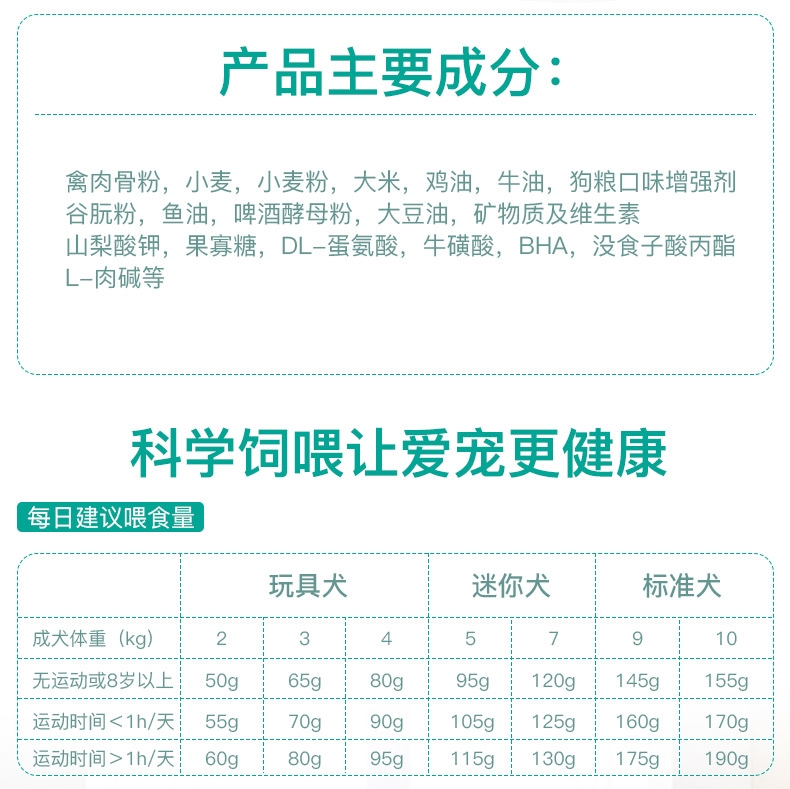 产品主要成分：
禽肉骨粉，小麦，小麦粉，大米，鸡油，牛油，狗粮口味增强剂
谷朊粉，鱼油，啤酒酵母粉，大豆油，矿物质及维生素
山梨酸钾，果寡糖，DL-蛋氨酸，牛磺酸，BHA，没食子酸丙酯
L-肉碱等
科学饲喂让爱宠更健康
每日建议喂食量
玩具犬 迷你犬 标准犬
成犬体重（kg） 2 3 4 5 7 9 10
无运动或8岁以上 50g 65g 80g 95g 120g 145g 155g
运动时间＜1h/天 55g 70g 90g 105g 125g 160g 170g
运动时间＞1h/天 60g 80g 95g 115g 130g 175g 190g